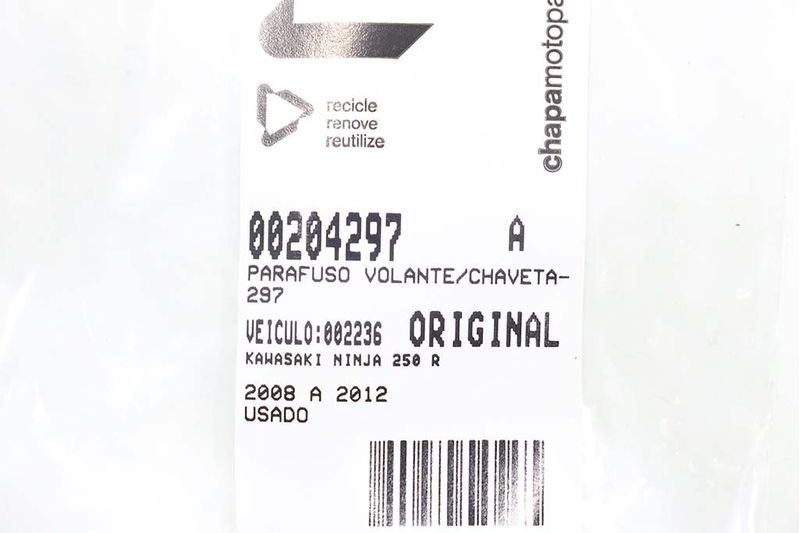 recicle
renove
reutilize
chapamotopa
00204297 A
PARAFUSO VOLANTE/CHAVETA-
297
VEICULO:002236 ORIGINAL
KAWASAKI NINJA 250 R
2008 A 2012
USADO